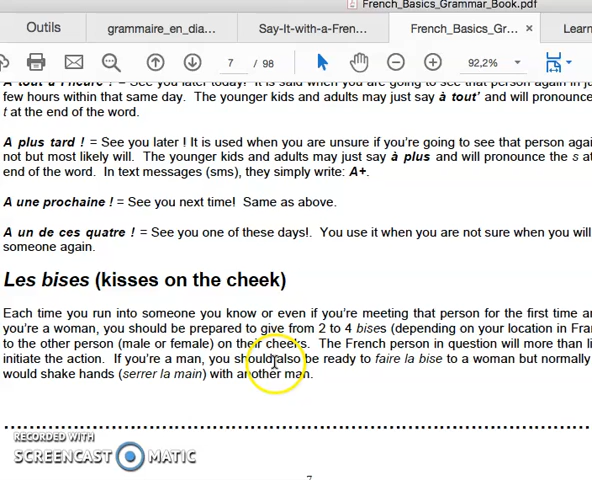 French_Basics_Grammar_Book.pdf
Outils grammaire_en_dia... Say-It-with-a-Fren... French_Basics_Gr... × Learn
7 / 98 92,2%
A tout à l'heure ! = See you later today! It is said when you are going to see that person again in
few hours within that same day. The younger kids and adults may just say à tout' and will pronounce
t at the end of the word.
A plus tard ! = See you later ! It is used when you are unsure if you're going to see that person again
not but most likely will. The younger kids and adults may just say à plus and will pronounce the s at
end of the word. In text messages (sms), they simply write: A+.
A une prochaine ! = See you next time! Same as above.
A un de ces quatre ! = See you one of these days!. You use it when you are not sure when you will
someone again.
Les bises (kisses on the cheek)
Each time you run into someone you know or even if you're meeting that person for the first time an
you're a woman, you should be prepared to give from 2 to 4 bises (depending on your location in Fra
to the other person (male or female) on their cheeks. The French person in question will more than li
initiate the action. If you're a man, you should also be ready to faire la bise to a woman but normally
would shake hands (serrer la main) with another man.
RECORDED WITH
SCREENCAST MATIC
7